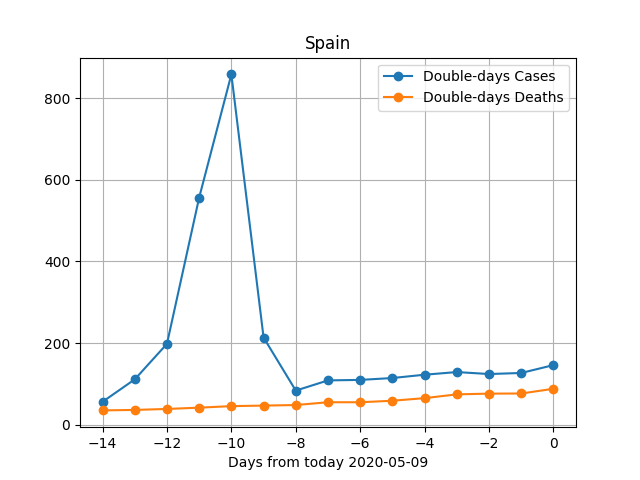 Spain
Double-days Cases
Double-days Deaths
800
600
400
200
0
−14 −12 −10 −8 −6 −4 −2 0
Days from today 2020-05-09